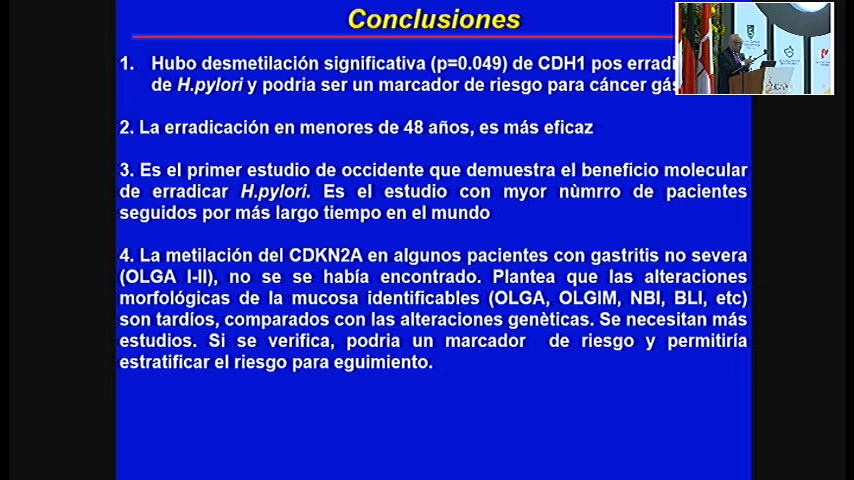 Conclusiones
1. Hubo desmetilación significativa (p=0.049) de CDH1 pos
de H.pylori y podria ser un marcador de riesgo para cáncer
2. La erradicación en menores de 48 años, es más eficaz
3. Es el primer estudio de occidente que demuestra el beneficio molecular
de erradicar H.pylori. Es el estudio con myor nùmrro de pacientes
seguidos por más largo tiempo en el mundo
4. La metilación del CDKN2A en algunos pacientes con gastritis no severa
(OLGA I-II), no se se había encontrado. Plantea que las alteraciones
morfológicas de la mucosa identificables (OLGA, OLGIM, NBI, BLI, etc)
son tardíos, comparados con las alteraciones genèticas. Se necesitan más
estudios. Si se verifica, podria un marcador de riesgo y permitiría
estratificar el riesgo para eguimiento.